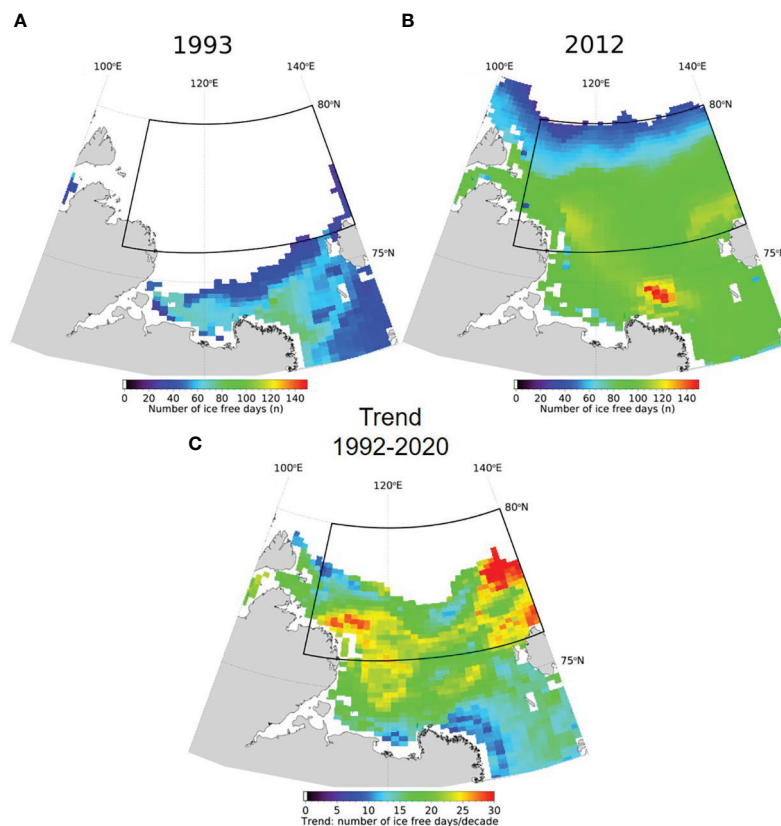 A
1993
100°E
120°E
140°E
80°N
75°N
0 20 40 60 80 100 120 140
Number of ice free days (n)
B
2012
100°E
120°E
140°E
80°N
75°N
0 20 40 60 80 100 120 140
Number of ice free days (n)
C
Trend
1992-2020
100°E
120°E
140°E
80°N
75°N
0 5 10 15 20 25 30
Trend: number of ice free days/decade